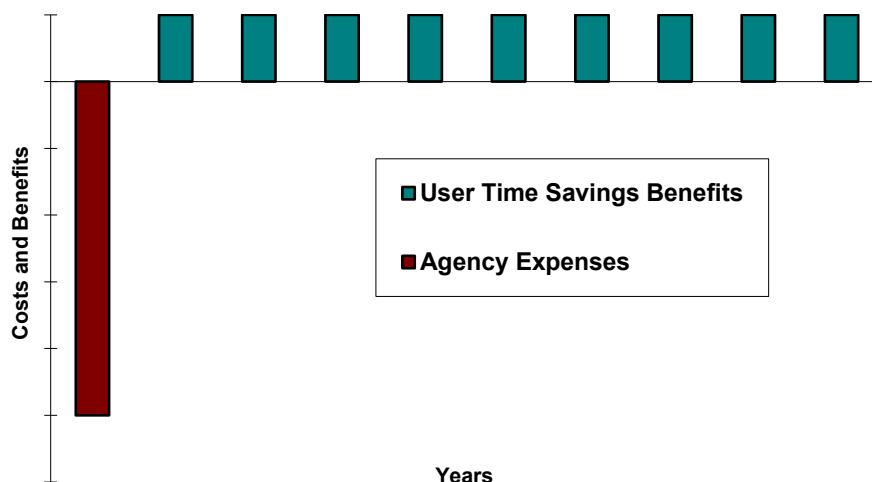 Costs and Benefits
User Time Savings Benefits
Agency Expenses
Years